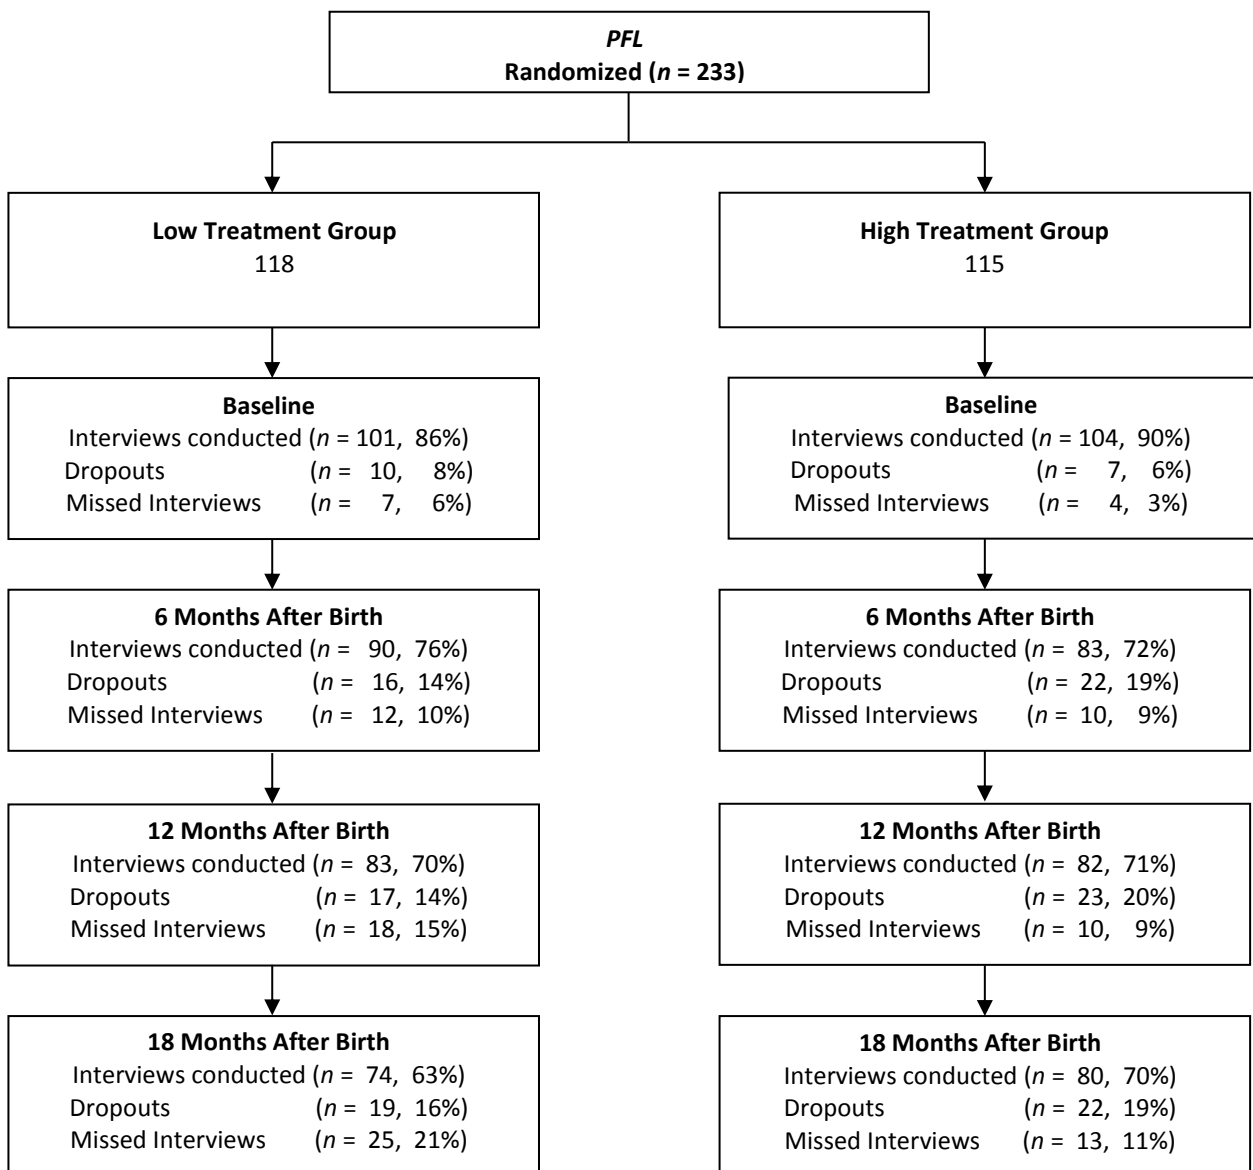 PFL
Randomized (n = 233)
Low Treatment Group
118
High Treatment Group
115
Baseline
Interviews conducted (n = 101, 86%)
Dropouts (n = 10, 8%)
Missed Interviews (n = 7, 6%)
Baseline
Interviews conducted (n = 104, 90%)
Dropouts (n = 7, 6%)
Missed Interviews (n = 4, 3%)
6 Months After Birth
Interviews conducted (n = 90, 76%)
Dropouts (n = 16, 14%)
Missed Interviews (n = 12, 10%)
6 Months After Birth
Interviews conducted (n = 83, 72%)
Dropouts (n = 22, 19%)
Missed Interviews (n = 10, 9%)
12 Months After Birth
Interviews conducted (n = 83, 70%)
Dropouts (n = 17, 14%)
Missed Interviews (n = 18, 15%)
12 Months After Birth
Interviews conducted (n = 82, 71%)
Dropouts (n = 23, 20%)
Missed Interviews (n = 10, 9%)
18 Months After Birth
Interviews conducted (n = 74, 63%)
Dropouts (n = 19, 16%)
Missed Interviews (n = 25, 21%)
18 Months After Birth
Interviews conducted (n = 80, 70%)
Dropouts (n = 22, 19%)
Missed Interviews (n = 13, 11%)